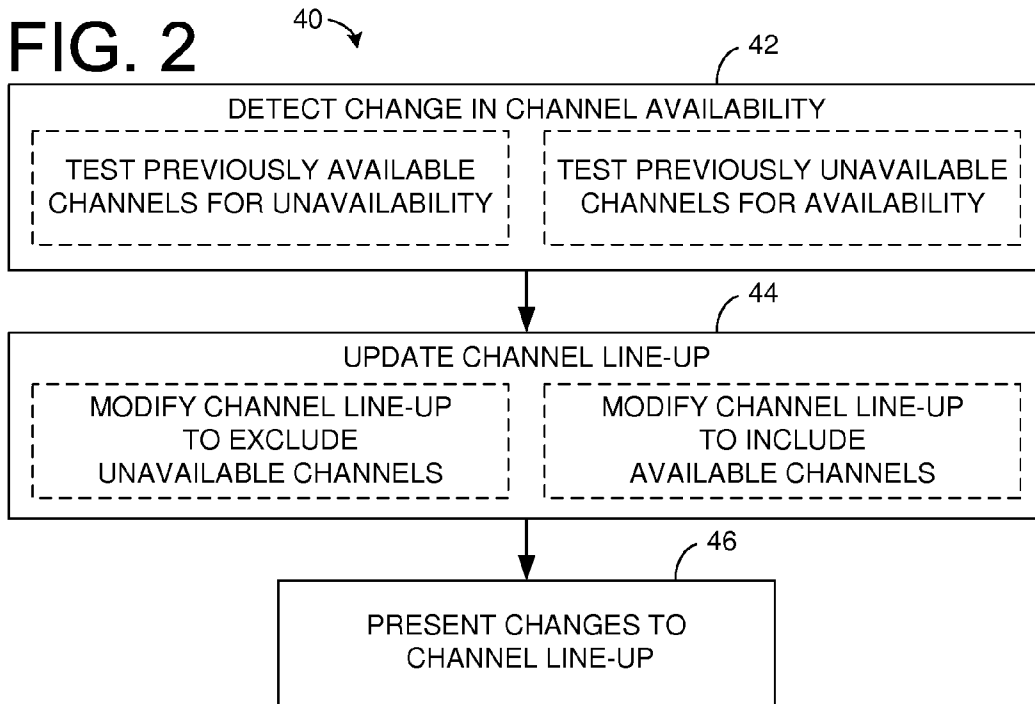 FIG. 2
40
42
DETECT CHANGE IN CHANNEL AVAILABILITY
TEST PREVIOUSLY AVAILABLE
CHANNELS FOR UNAVAILABILITY
TEST PREVIOUSLY UNAVAILABLE
CHANNELS FOR AVAILABILITY
44
UPDATE CHANNEL LINE-UP
MODIFY CHANNEL LINE-UP
TO EXCLUDE
UNAVAILABLE CHANNELS
MODIFY CHANNEL LINE-UP
TO INCLUDE
AVAILABLE CHANNELS
46
PRESENT CHANGES TO
CHANNEL LINE-UP